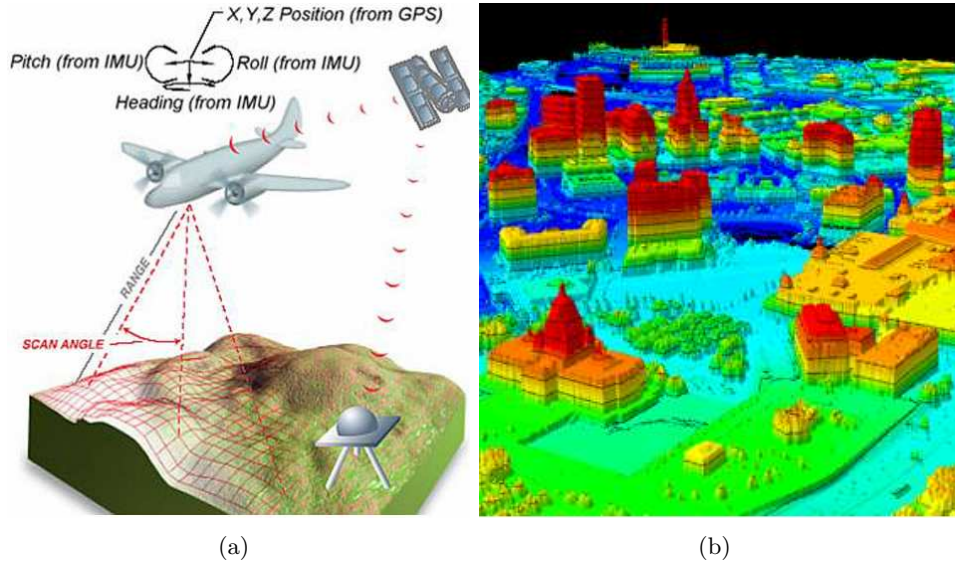 X,Y,Z Position (from GPS)
Pitch (from IMU)
Roll (from IMU)
Heading (from IMU)
RANGE
SCAN ANGLE
(a)
(b)